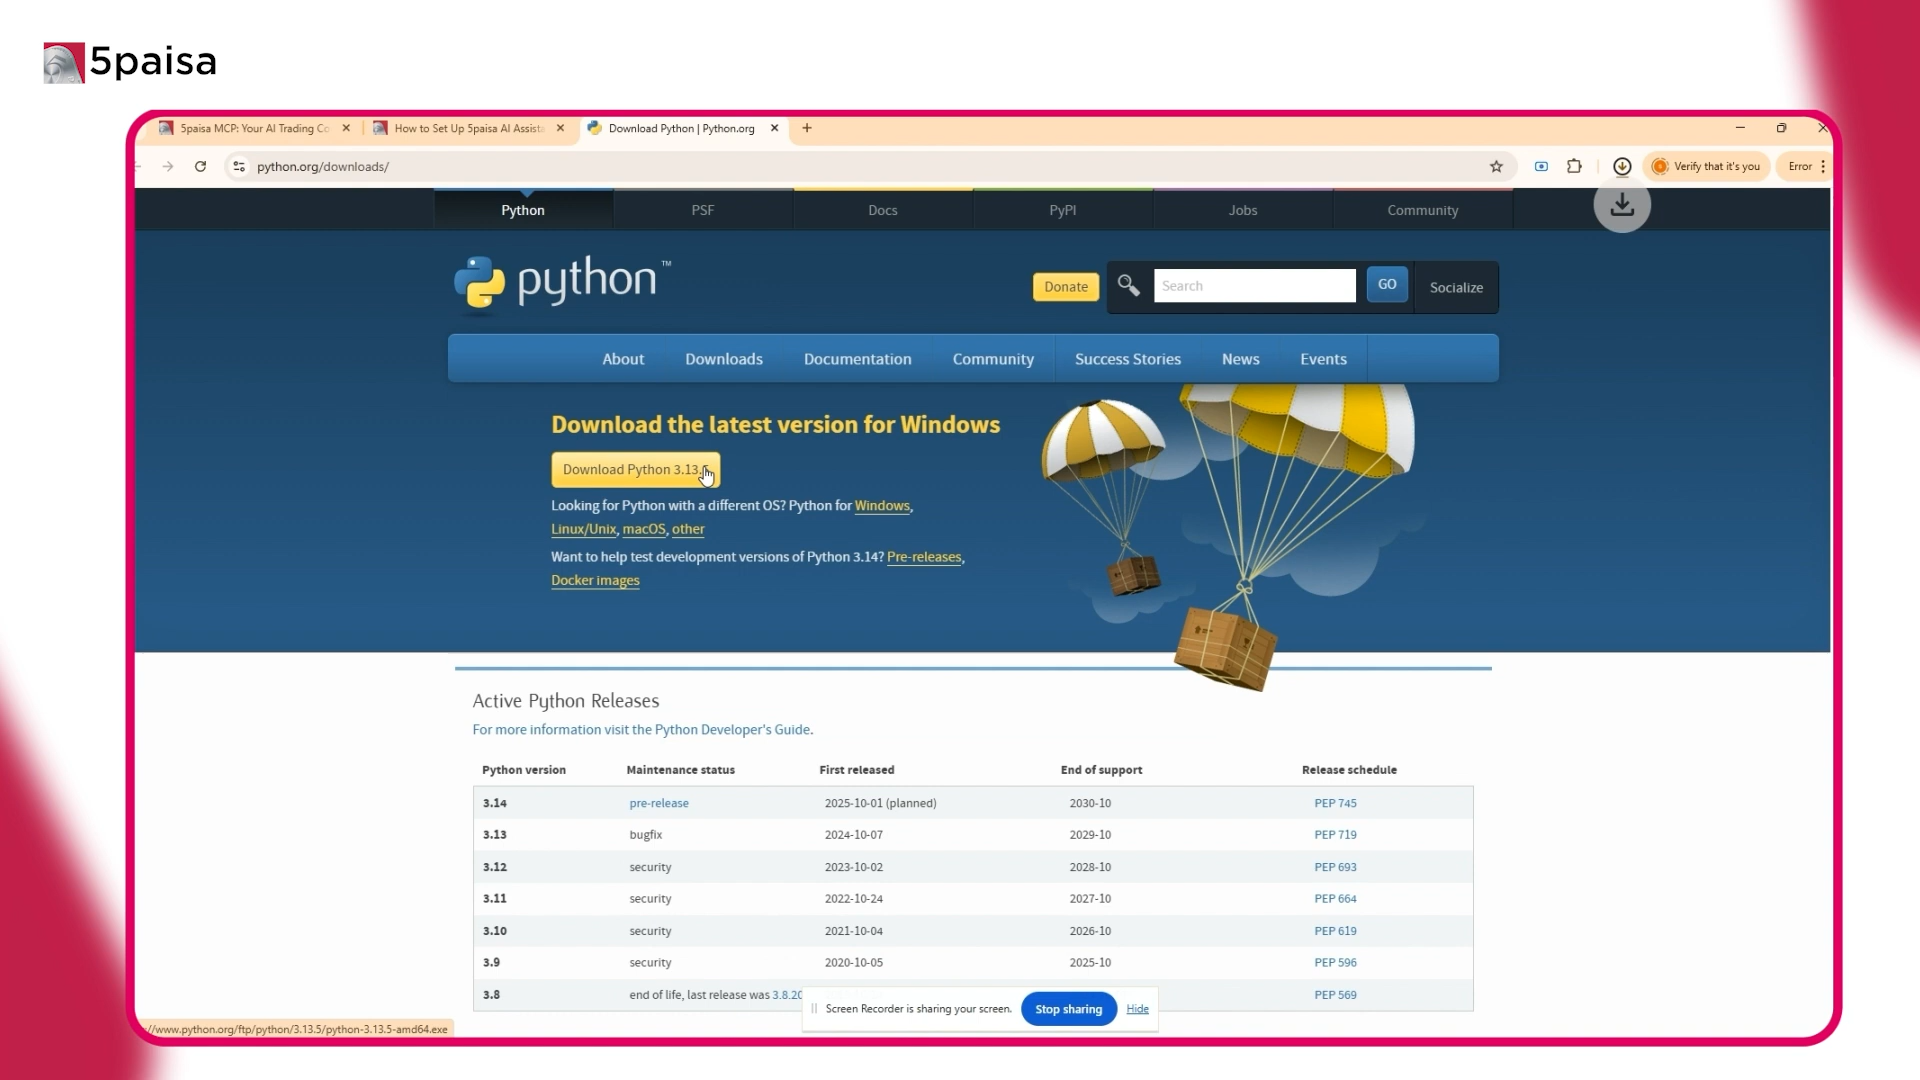 5paisa
5paisa MCP: Your AI Trading Co
How to Set Up 5paisa AI Assista
Download Python | Python.org
python.org/downloads/
Verify that it's you
Error
Python
PSF
Docs
PyPI
Jobs
Community
python™
Donate
Search
GO
Socialize
About
Downloads
Documentation
Community
Success Stories
News
Events
Download the latest version for Windows
Download Python 3.13.
Looking for Python with a different OS? Python for Windows,
Linux/Unix, macOS, other
Want to help test development versions of Python 3.14? Pre-releases,
Docker images
Active Python Releases
For more information visit the Python Developer's Guide.
Python version Maintenance status First released End of support Release schedule
3.14 pre-release 2025-10-01 (planned) 2030-10 PEP 745
3.13 bugfix 2024-10-07 2029-10 PEP 719
3.12 security 2023-10-02 2028-10 PEP 693
3.11 security 2022-10-24 2027-10 PEP 664
3.10 security 2021-10-04 2026-10 PEP 619
3.9 security 2020-10-05 2025-10 PEP 596
3.8 end of life, last release was 3.8.20 PEP 569
Screen Recorder is sharing your screen.
Stop sharing
Hide
//www.python.org/ftp/python/3.13.5/python-3.13.5-amd64.exe